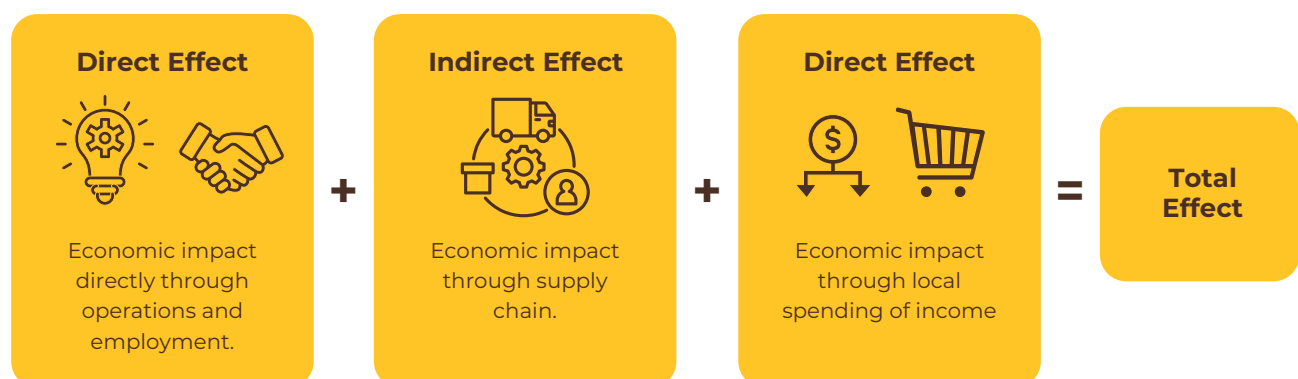 Direct Effect
Economic impact
directly through
operations and
employment.
+
Indirect Effect
Economic impact
through supply
chain.
+
Direct Effect
$
Economic impact
through local
spending of income
=
Total
Effect